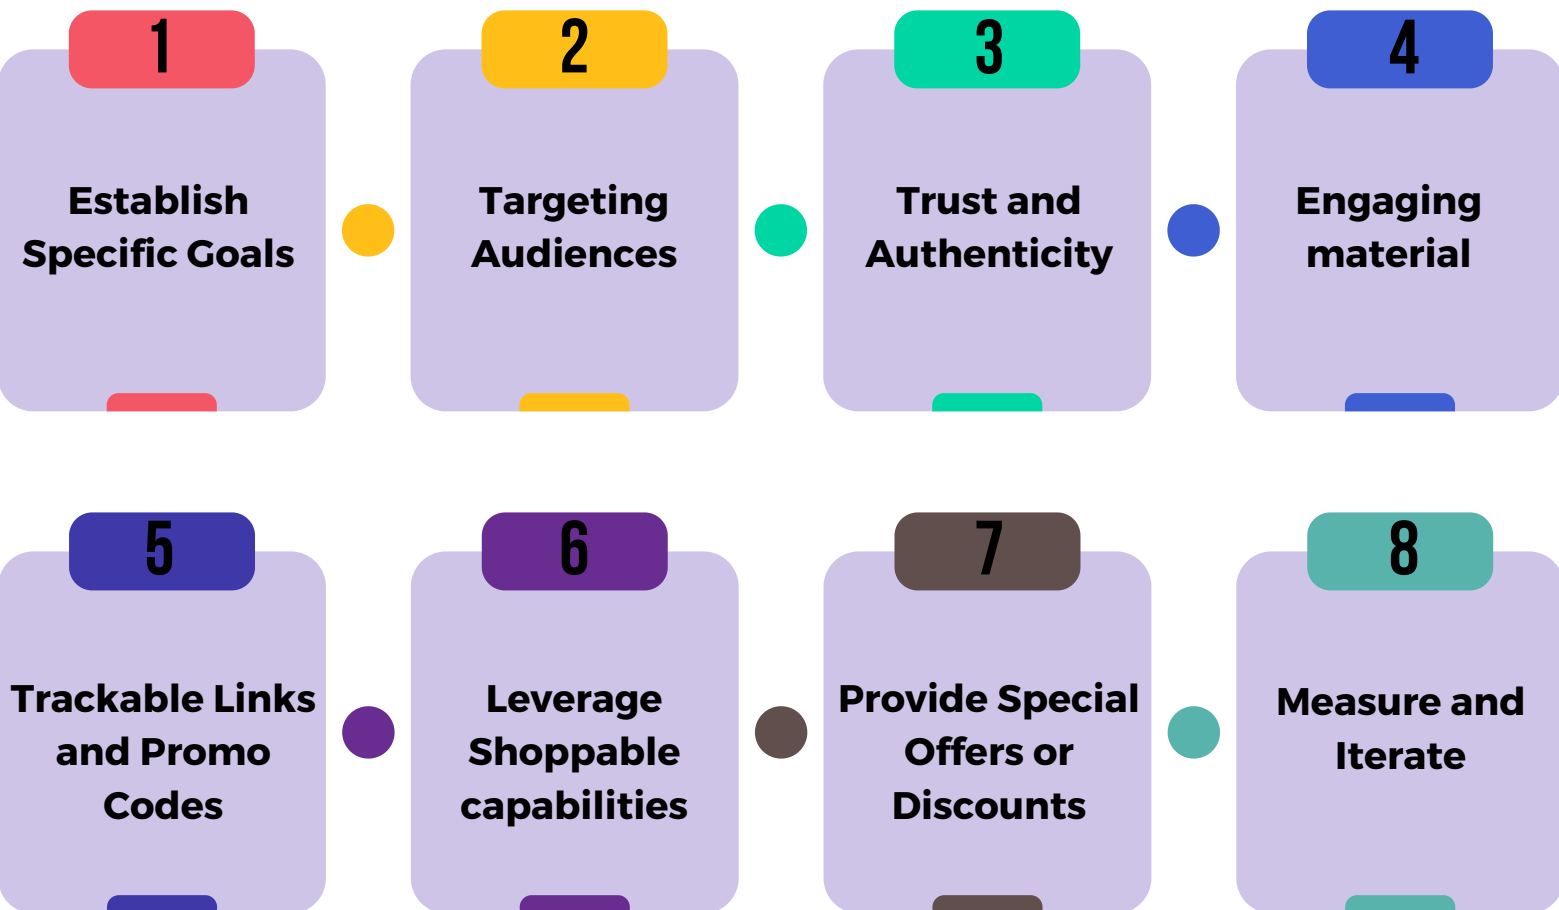 1
Establish
Specific Goals
2
Targeting
Audiences
3
Trust and
Authenticity
4
Engaging
material
5
Trackable Links
and Promo
Codes
6
Leverage
Shoppable
capabilities
7
Provide Special
Offers or
Discounts
8
Measure and
Iterate